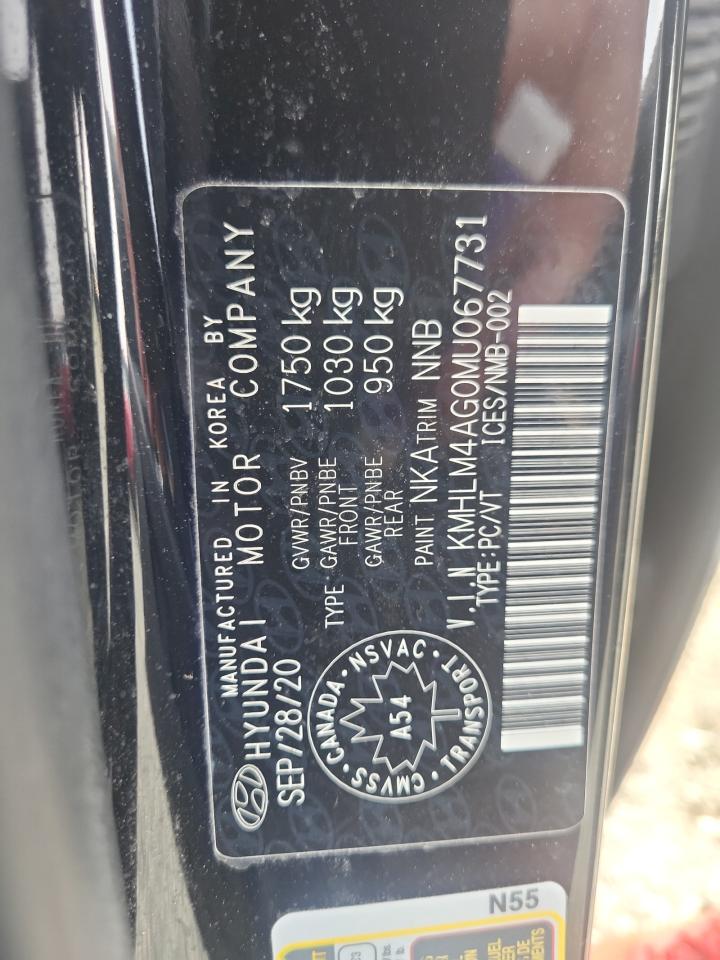 MANUFACTURED IN KOREA BY
HYUNDAI MOTOR COMPANY
SEP/28/20
GVWR/PNBV 1750 kg
TYPE GAWR/PNBE FRONT 1030 kg
GAWR/PNBE REAR 950 kg
PAINT NKA TRIM NNB
V.I.N KMHLM4AG0MU067731
TYPE:PC/VT ICES/NMB-002
CMVSS · CANADA · NSVAC · TRANSPORT
A54
N55